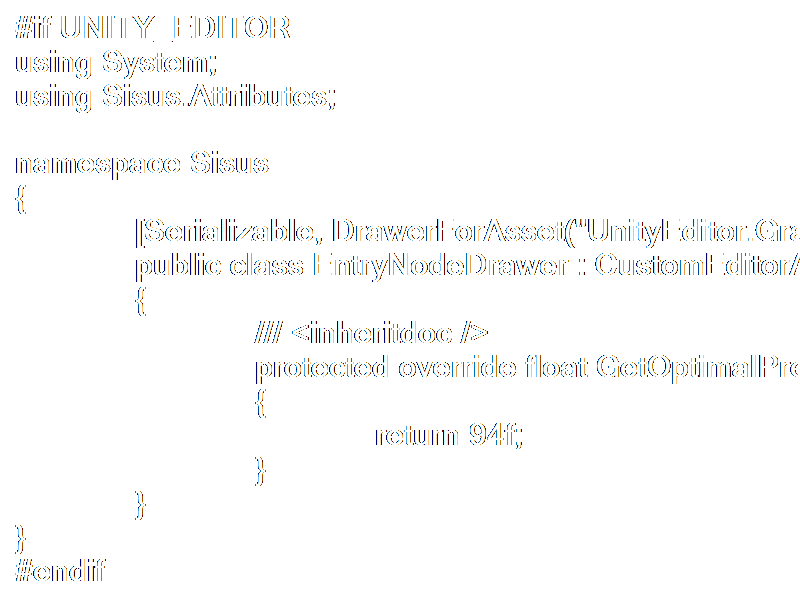 #if UNITY_EDITOR
using System;
using Sisus.Attributes;
namespace Sisus
{
[Serializable, DrawerForAsset("UnityEditor.Gra
public class EntryNodeDrawer : CustomEditorA
{
//// <inheritdoc />
protected override float GetOptimalPre
{
return 94f;
}
}
}
#endif